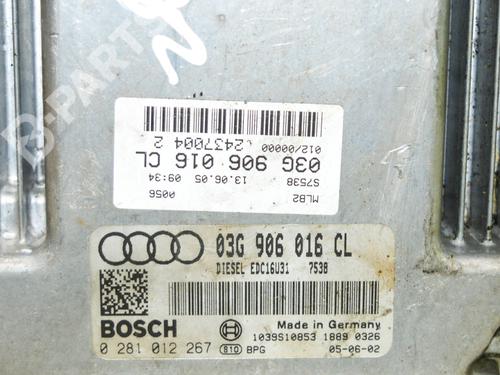 B-PARTS
012/00000 .2437004 2
03G 906 016 CL
S7538 13.06.05 09:34
MLB2 0056
03G 906 016 CL
DIESEL EDC16U31 7538
BOSCH
Made in Germany
1039S10853 1889 0326
0 281 012 267 810 BPG 05-06-02